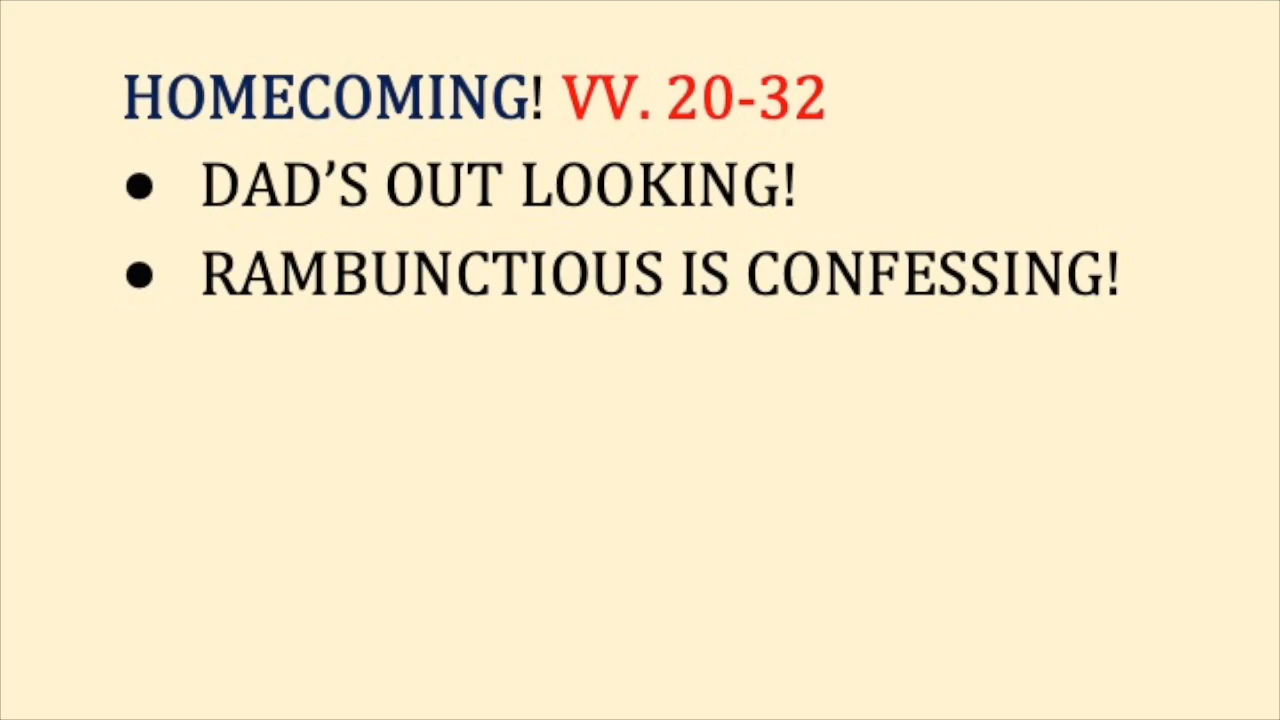 HOMECOMING! VV. 20-32
● DAD’S OUT LOOKING!
● RAMBUNCTIOUS IS CONFESSING!